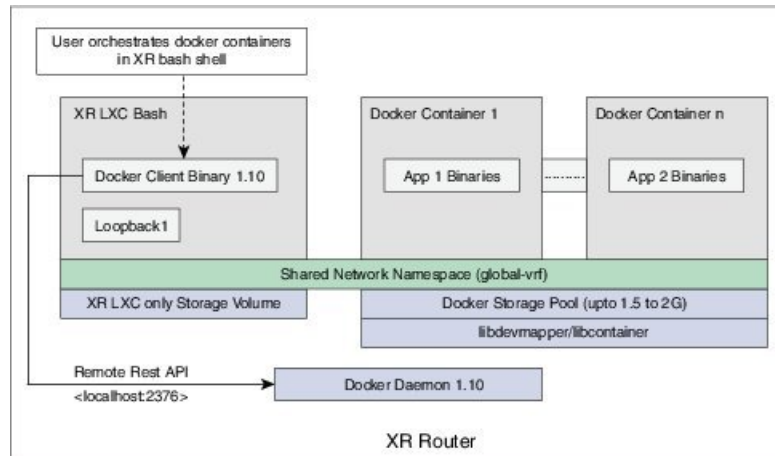 User orchestrates docker containers
in XR bash shell
XR LXC Bash
Docker Container 1
Docker Container n
Docker Client Binary 1.10
App 1 Binaries
App 2 Binaries
Loopback1
Shared Network Namespace (global-vrf)
XR LXC only Storage Volume
Docker Storage Pool (upto 1.5 to 2G)
libdevmapper/libcontainer
Remote Rest API
<localhost:2376>
Docker Daemon 1.10
XR Router